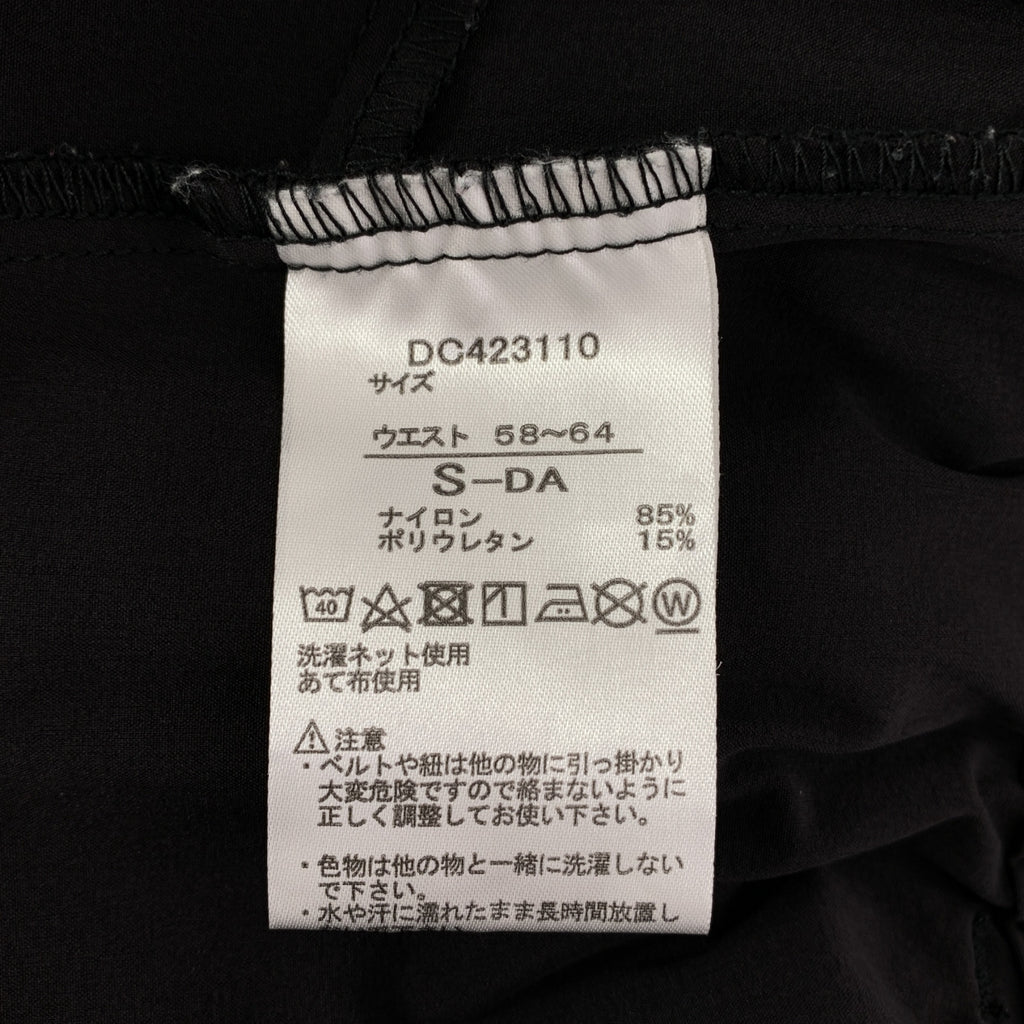 DC423110
サイズ
ウエスト 58〜64
S-DA
ナイロン 85%
ポリウレタン 15%
40 W
洗濯ネット使用
あて布使用
注意
・ベルトや紐は他の物に引っ掛かり
大変危険ですので絡まないように
正しく調整してお使い下さい。
・色物は他の物と一緒に洗濯しない
で下さい。
・水や汗に濡れたまま長時間放置し